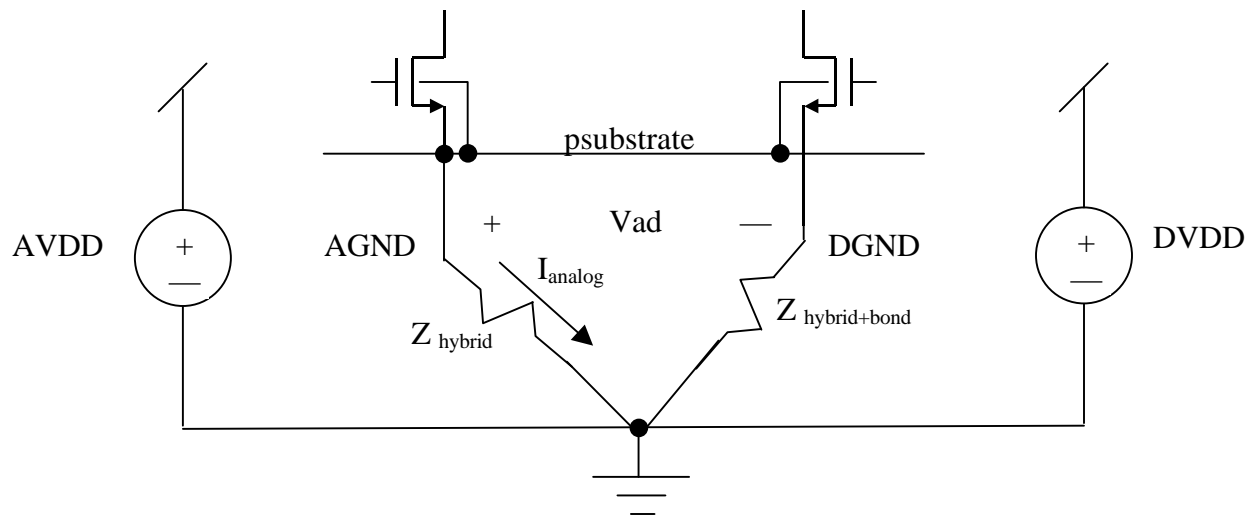 psubstrate
+ Vad —
AVDD
+
—
AGND
DGND
+
—
DVDD
I analog
Z hybrid
Z hybrid+bond